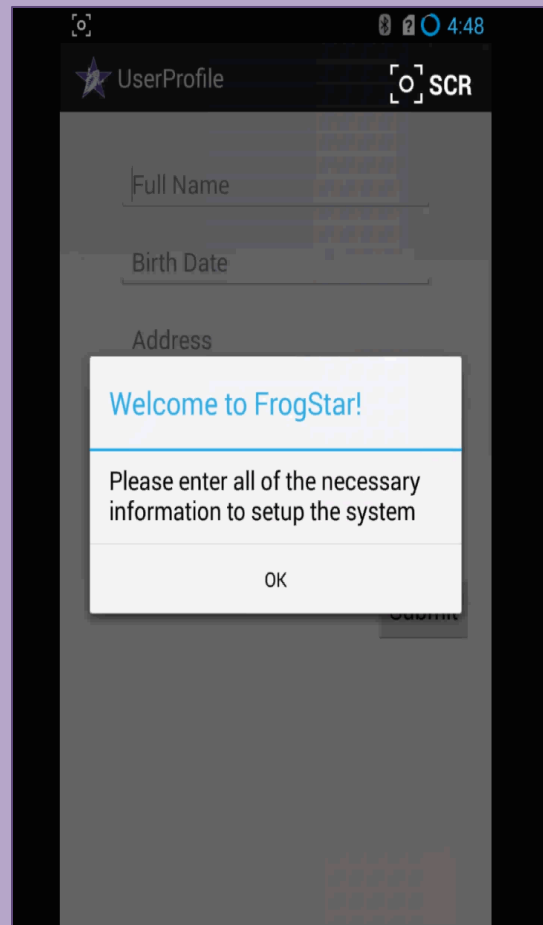 4:48
UserProfile
SCR
Full Name
Birth Date
Address
Welcome to FrogStar!
Please enter all of the necessary
information to setup the system
OK
Submit